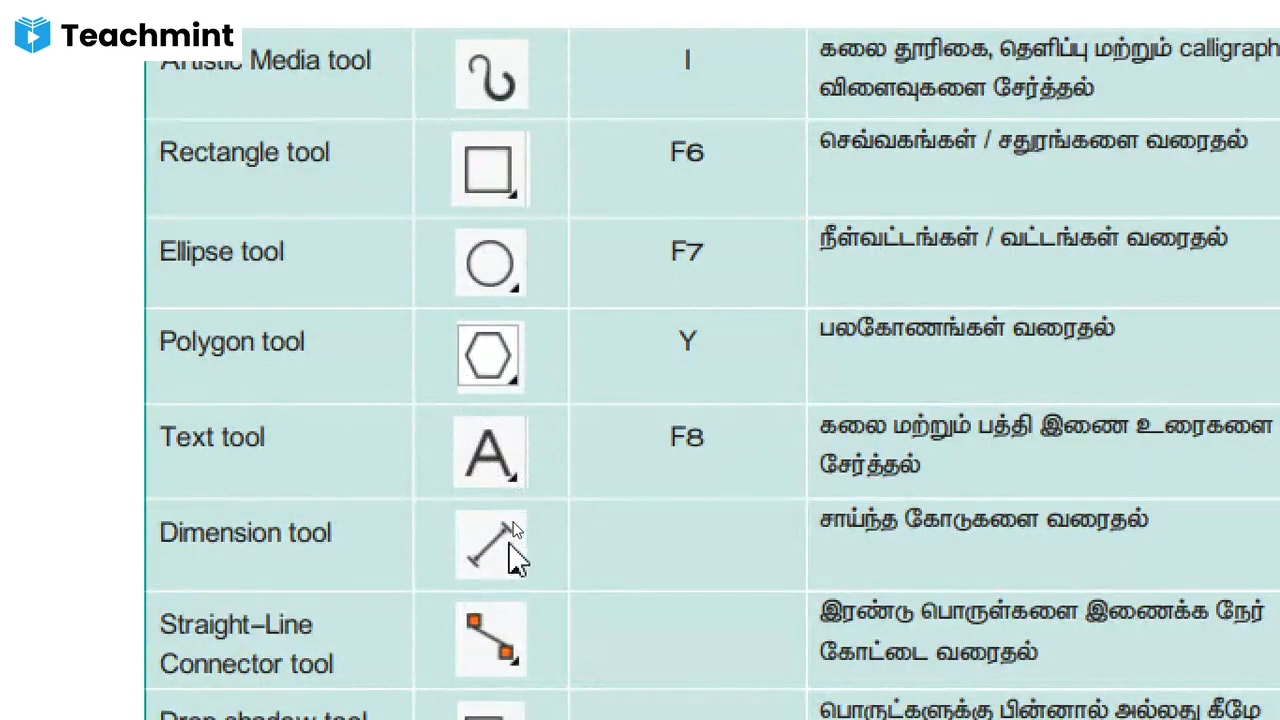 Teachmint
Artistic Media tool
I
கலை தூரிகை, தெளிப்பு மற்றும் calligraph
விளைவுகளை சேர்த்தல்
Rectangle tool
F6
செவ்வகங்கள் / சதுரங்களை வரைதல்
Ellipse tool
F7
நீள்வட்டங்கள் / வட்டங்கள் வரைதல்
Polygon tool
Y
பலகோணங்கள் வரைதல்
Text tool
A
F8
கலை மற்றும் பத்தி இணை உரைகளை
சேர்த்தல்
Dimension tool
சாய்ந்த கோடுகளை வரைதல்
Straight–Line
Connector tool
இரண்டு பொருள்களை இணைக்க நேர்
கோட்டை வரைதல்
Drop shadow tool
பொருட்களுக்கு பின்னால் அல்லது கீழே